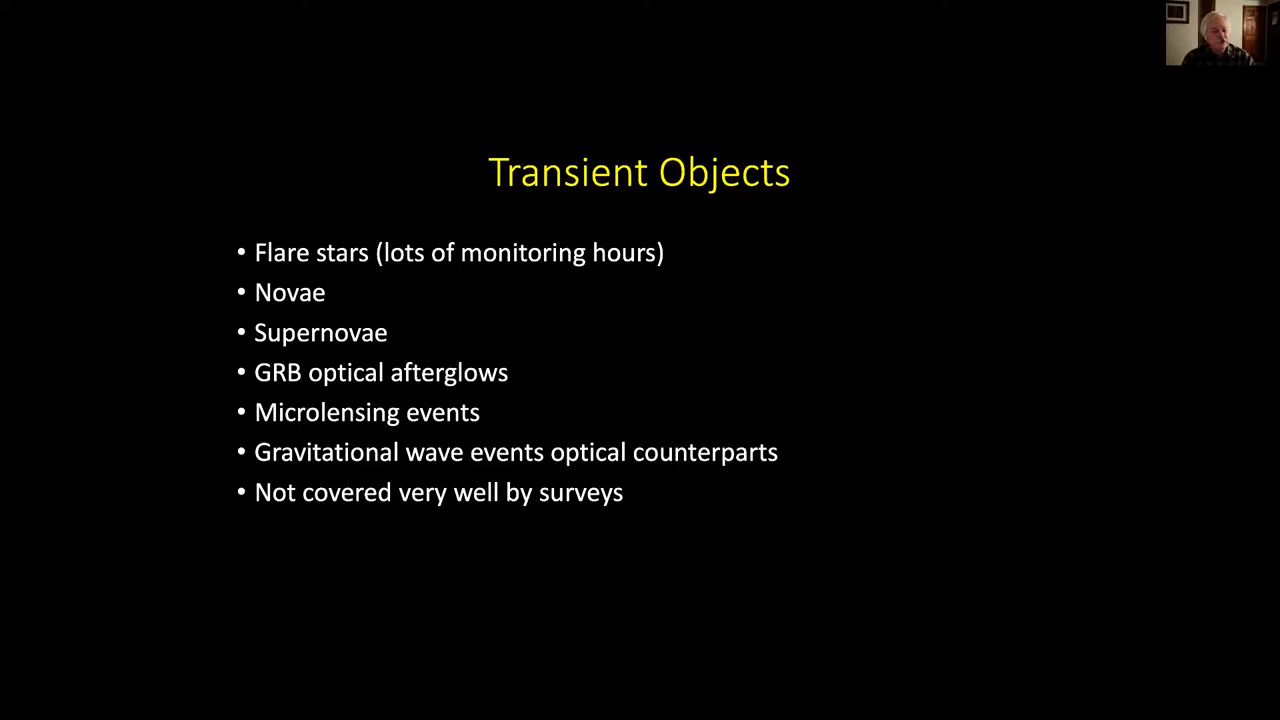 Transient Objects
• Flare stars (lots of monitoring hours)
• Novae
• Supernovae
• GRB optical afterglows
• Microlensing events
• Gravitational wave events optical counterparts
• Not covered very well by surveys